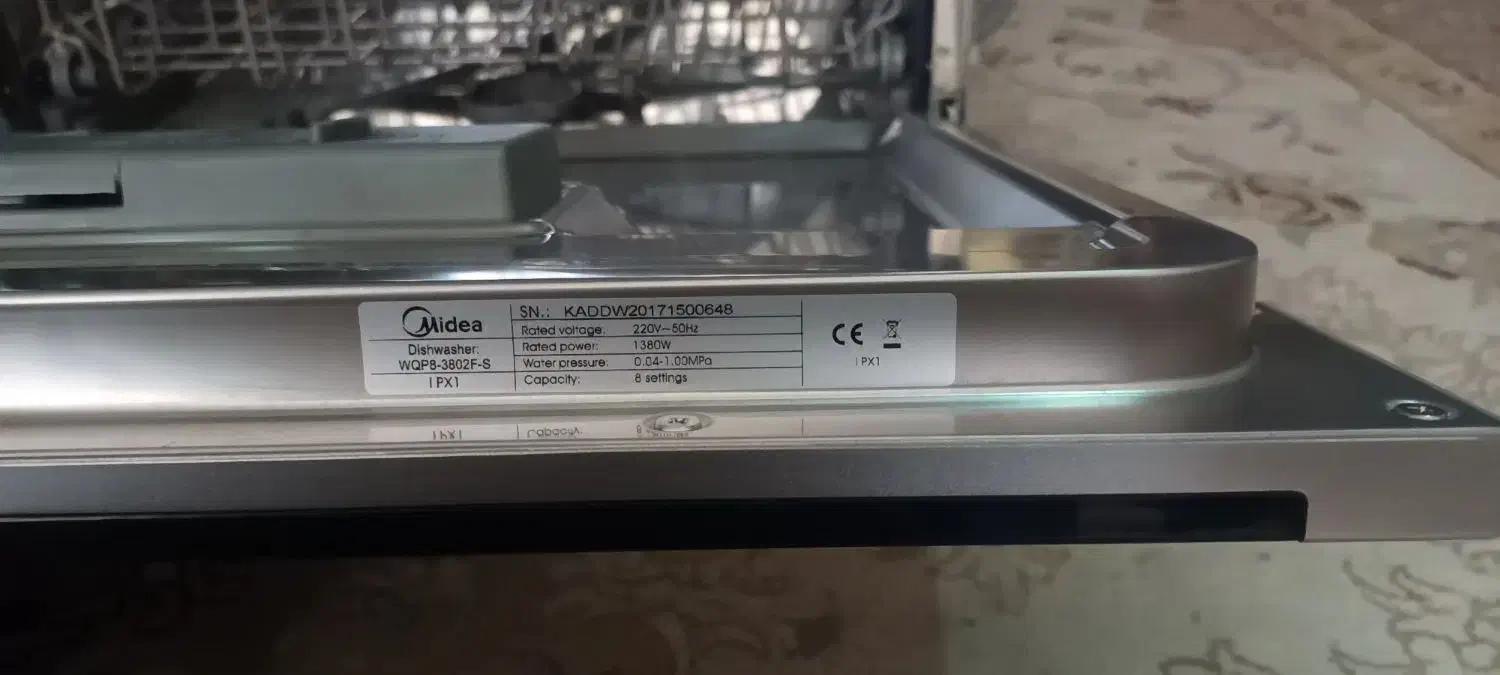 Midea
Dishwasher:
WQP8-3802F-S
IPX1
SN.: KADDW20171500648
Rated voltage: 220V~50Hz
Rated power: 1380W
Water pressure: 0.04-1.00MPa
Capacity: 8 settings
CE
IPX1